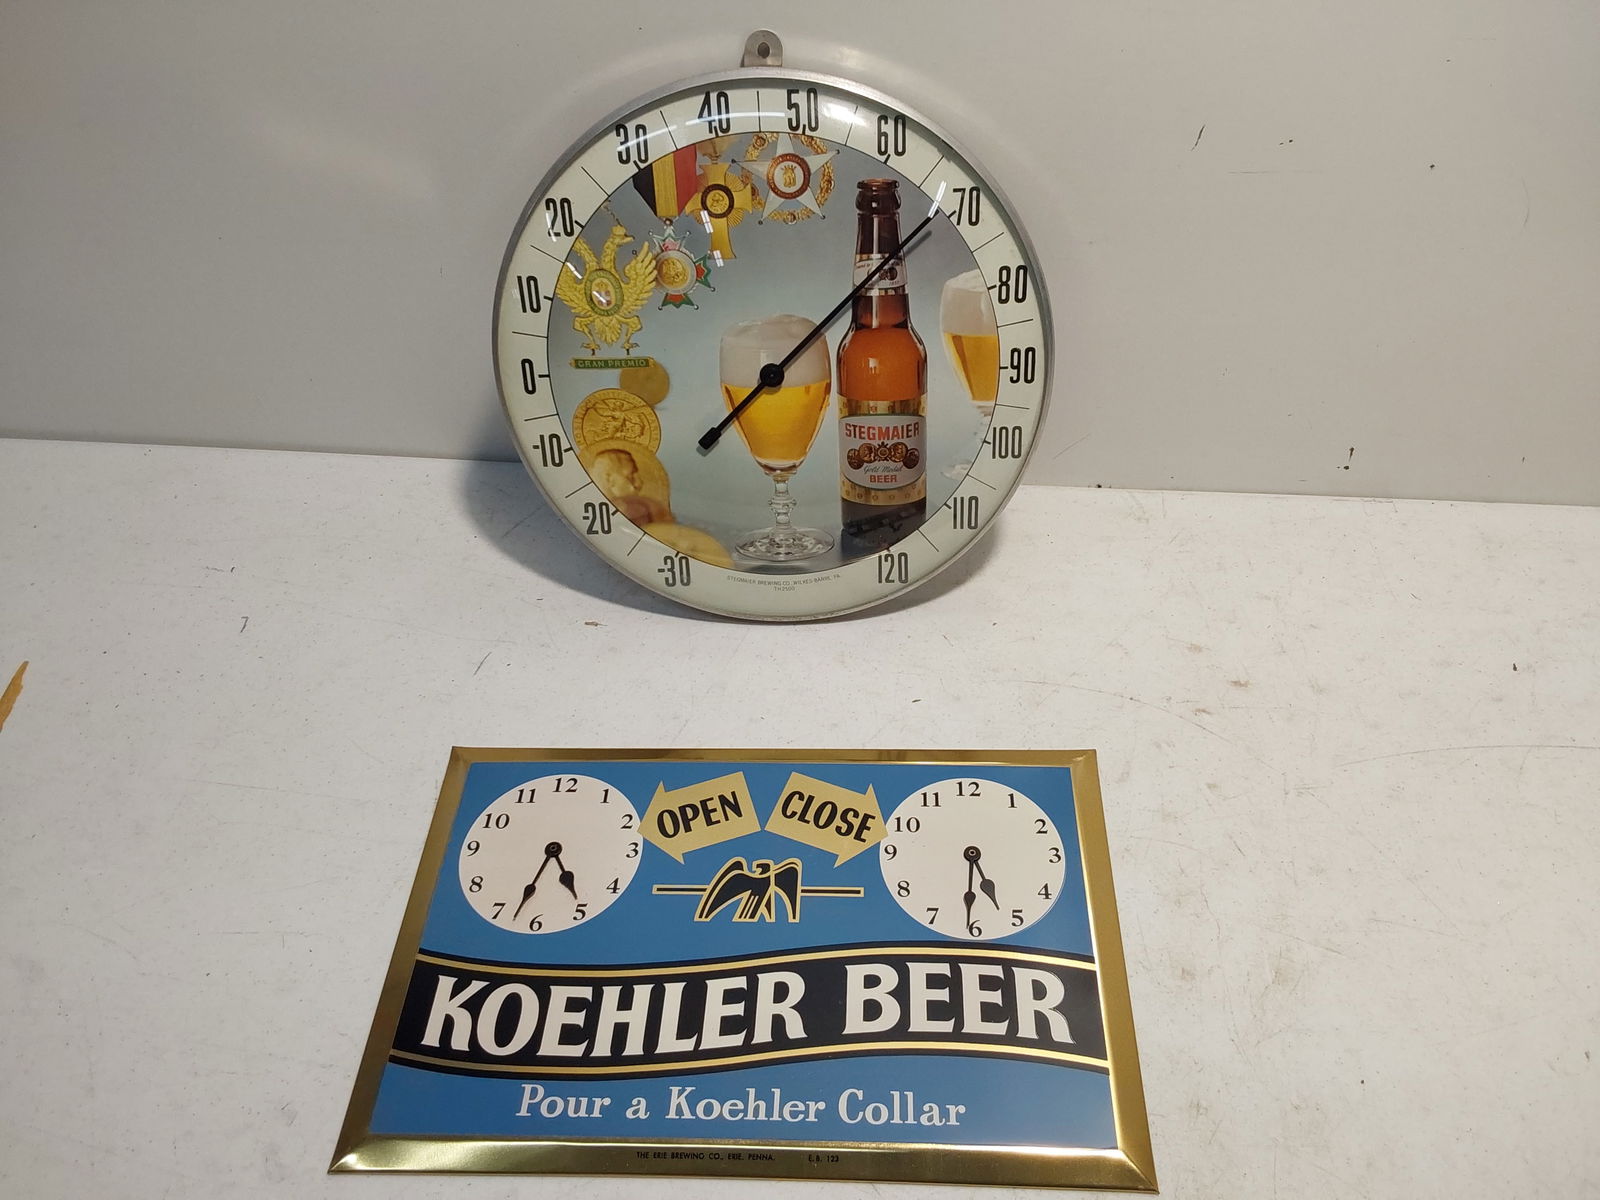 -30
-20
-10
0
10
20
30
40
50
60
70
80
90
100
110
120
GRAN PREMIO
STEGMAIER
Gold Medal
BEER
STEGMAIER BREWING CO., WILKES-BARRE, PA.
OPEN CLOSE
12 1 2 3 4 5 6 7 8 9 10 11
12 1 2 3 4 5 6 7 8 9 10 11
KOEHLER BEER
Pour a Koehler Collar
THE ERIE BREWING CO., ERIE, PENNA. E.B. 123